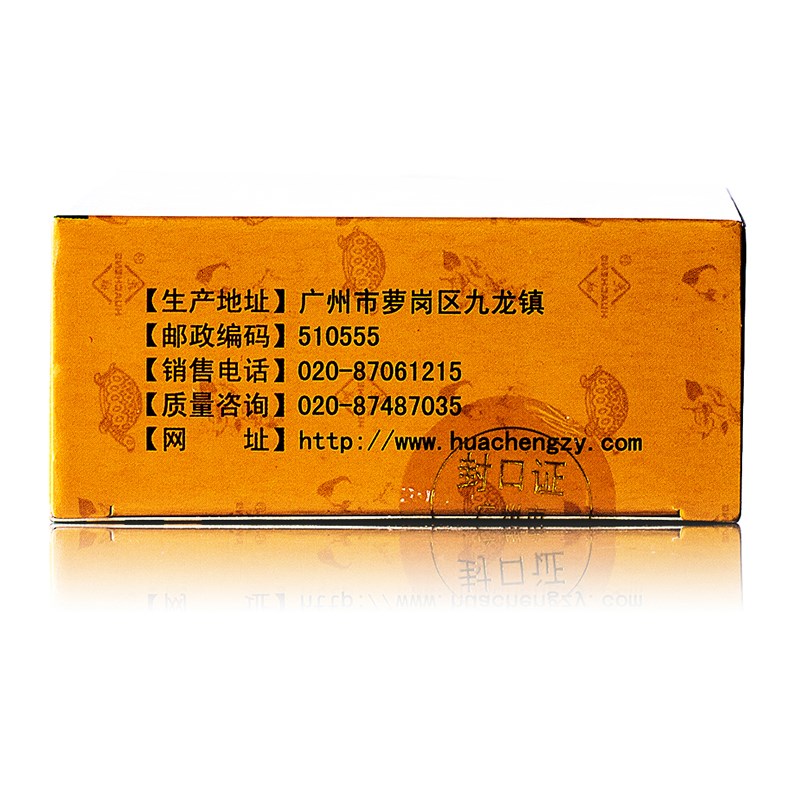 【生产地址】广州市萝岗区九龙镇
【邮政编码】510555
【销售电话】020-87061215
【质量咨询】020-87487035
【网　　址】http://www.huachengzy.com
封口证